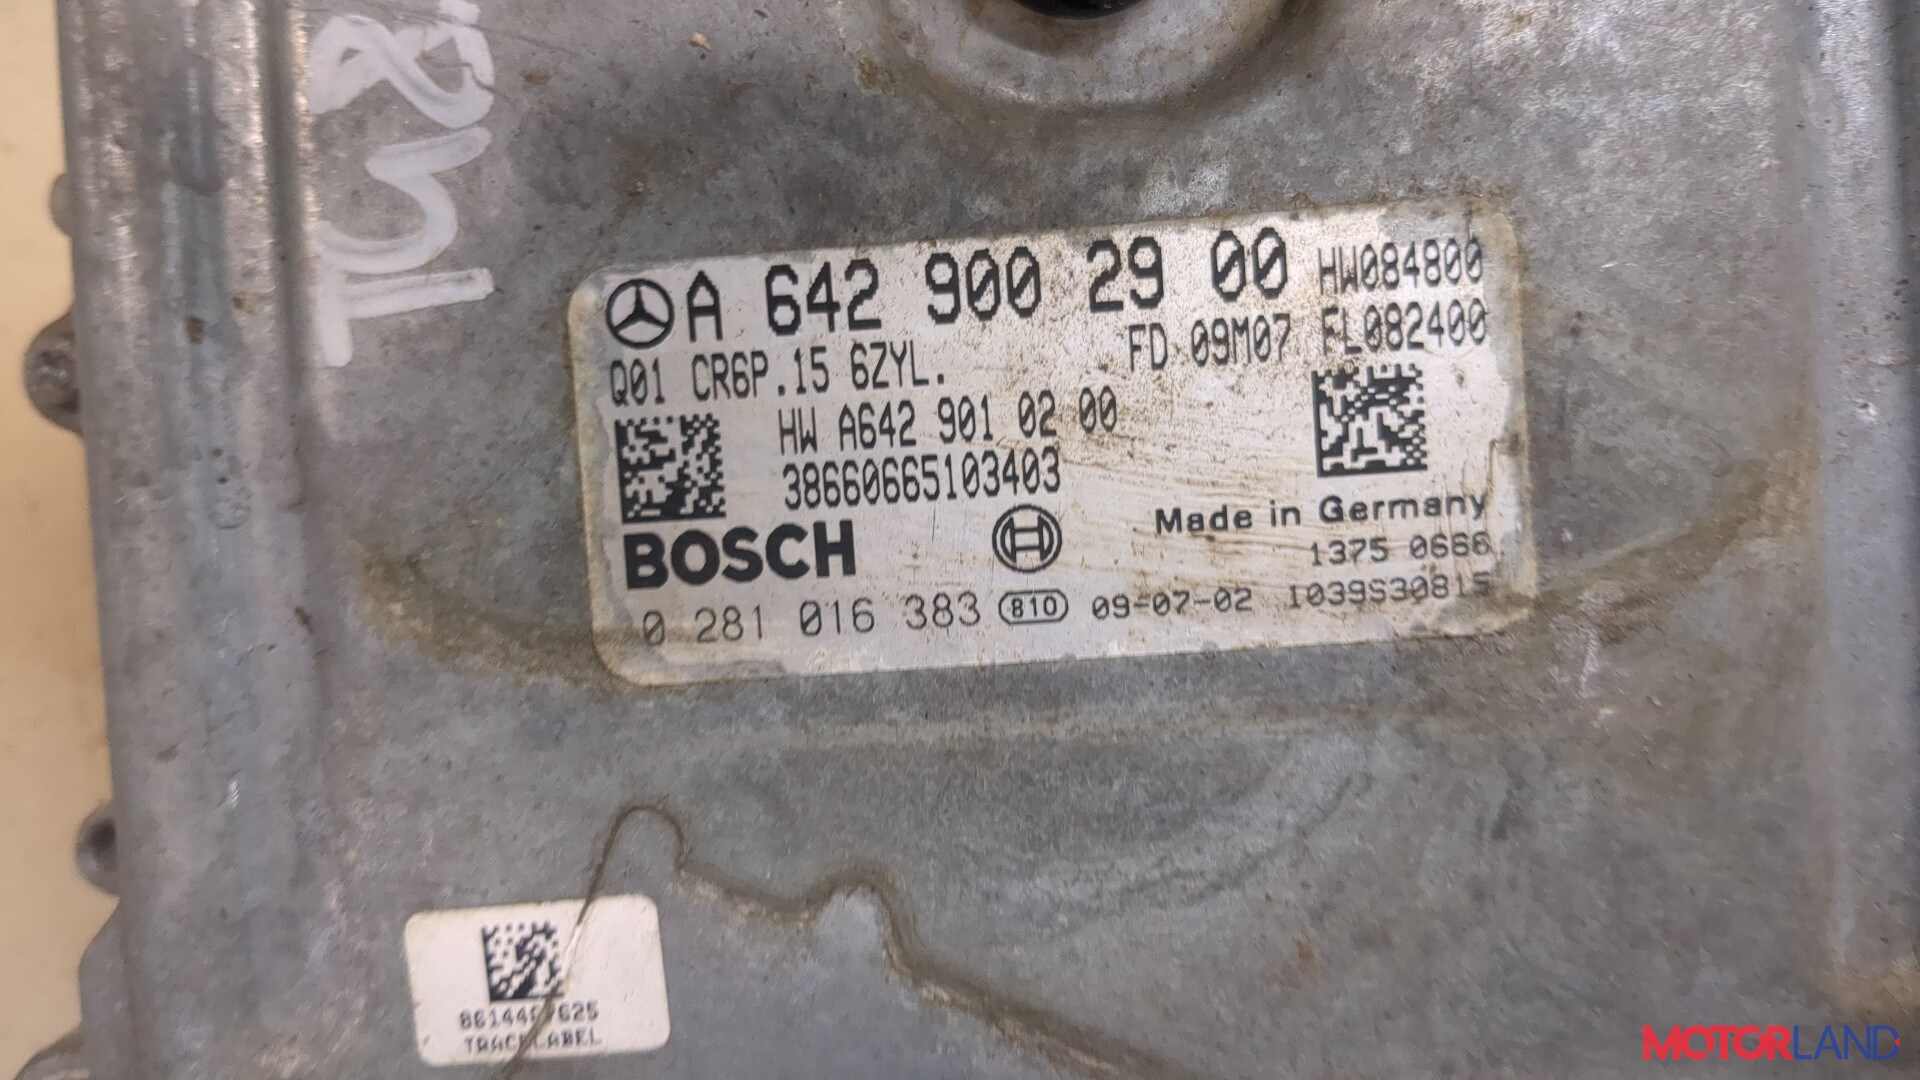 A 642 900 29 00 HW084800
Q01 CR6P.15 6ZYL. FD 09M07 FL082400
HW A642 901 02 00
38660665103403
BOSCH Made in Germany
1375 0666
0 281 016 383 810 09-07-02 1039S30815
TRACELABEL
MOTORLAND